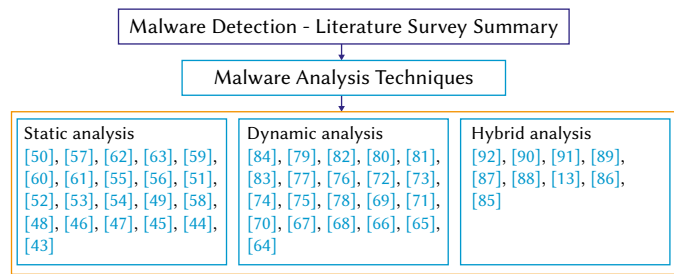 Malware Detection - Literature Survey Summary
Malware Analysis Techniques
Static analysis
[50], [57], [62], [63], [59],
[60], [61], [55], [56], [51],
[52], [53], [54], [49], [58],
[48], [46], [47], [45], [44],
[43]
Dynamic analysis
[84], [79], [82], [80], [81],
[83], [77], [76], [72], [73],
[74], [75], [78], [69], [71],
[70], [67], [68], [66], [65],
[64]
Hybrid analysis
[92], [90], [91], [89],
[87], [88], [13], [86],
[85]